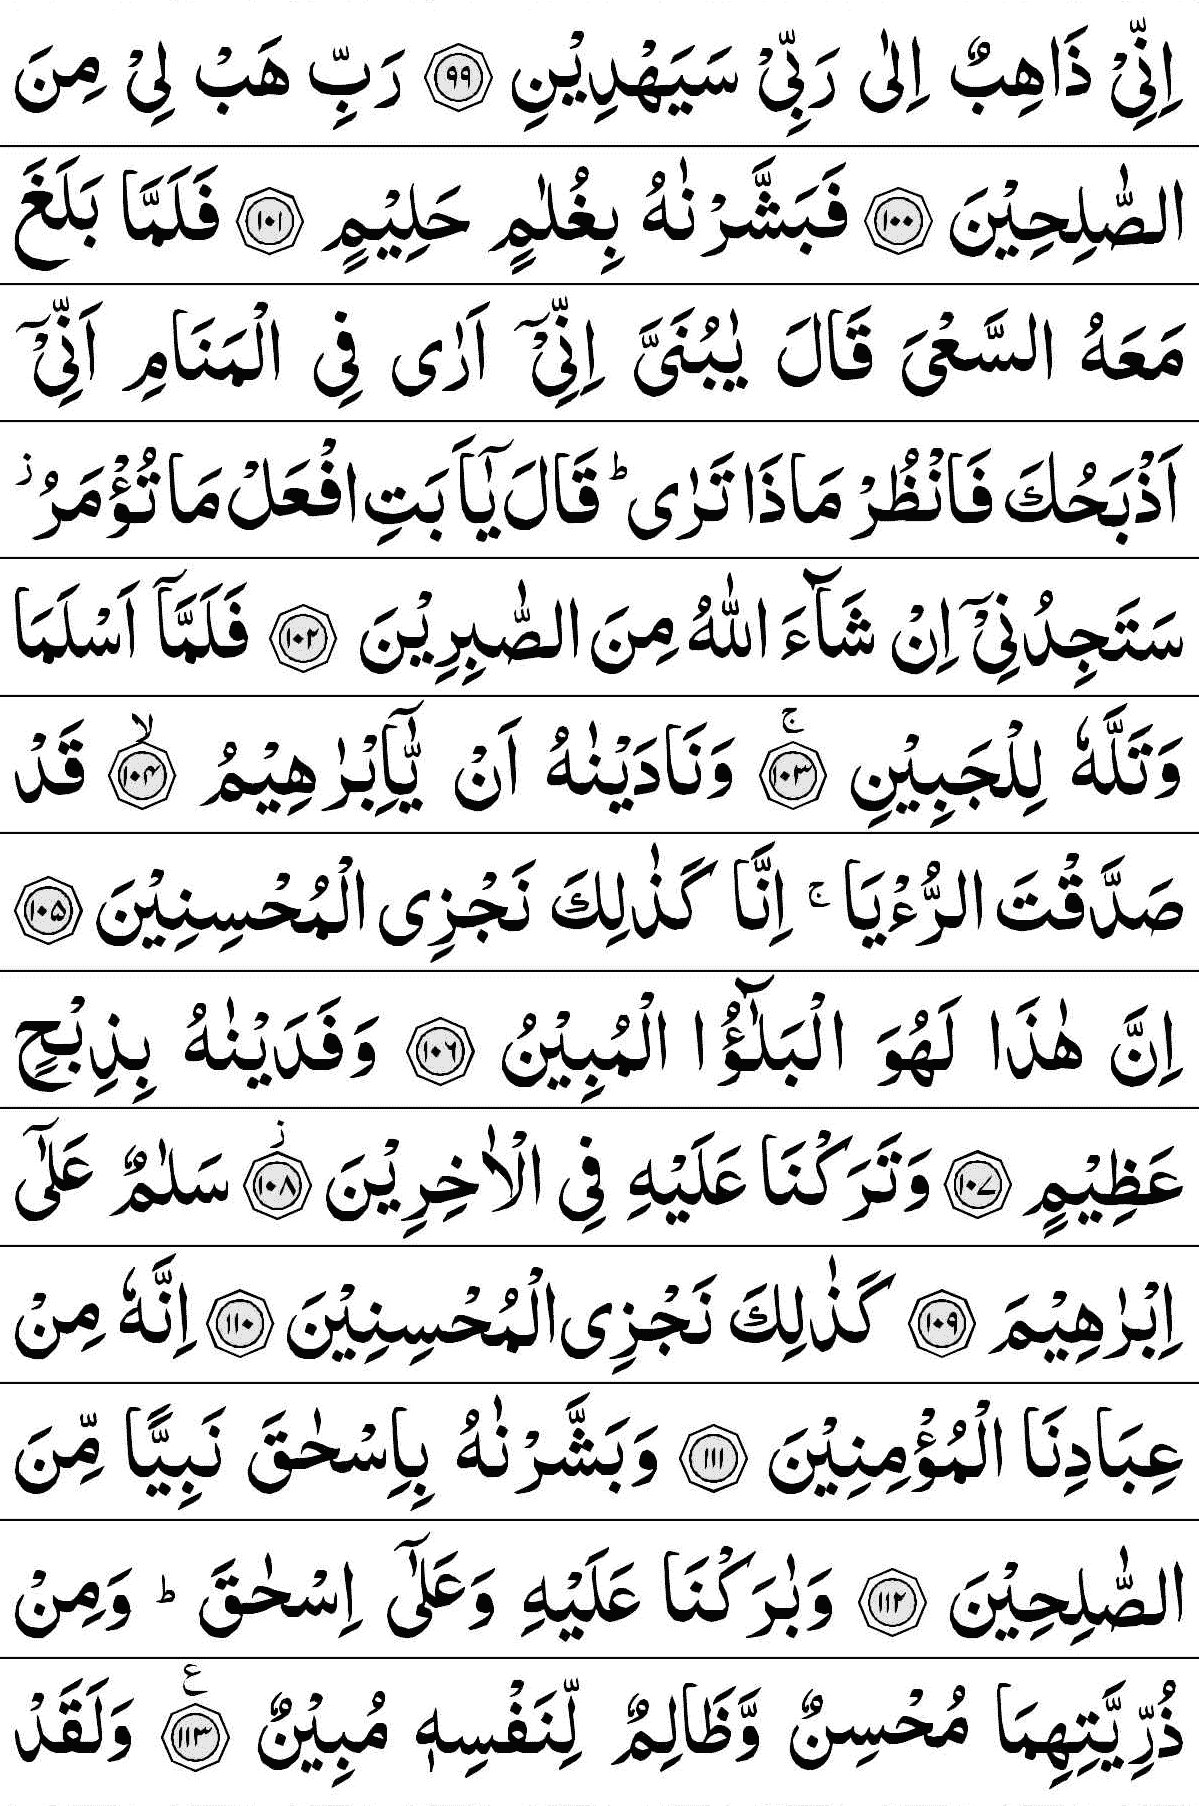 اِنِّىْ ذَاهِبٌ اِلٰى رَبِّىْ سَيَهْدِيْنِ ﴿۹۹﴾ رَبِّ هَبْ لِىْ مِنَ
الصّٰلِحِيْنَ ﴿۱۰۰﴾ فَبَشَّرْنٰهُ بِغُلٰمٍ حَلِيْمٍ ﴿۱۰۱﴾ فَلَمَّا بَلَغَ
مَعَهُ السَّعْىَ قَالَ يٰبُنَىَّ اِنِّىْۤ اَرٰى فِى الْمَنَامِ اَنِّىْۤ
اَذْبَحُكَ فَانْظُرْ مَاذَا تَرٰىؕ قَالَ يٰۤاَبَتِ افْعَلْ مَا تُؤْمَرُ ز
سَتَجِدُنِىْۤ اِنْ شَآءَ اللّٰهُ مِنَ الصّٰبِرِيْنَ ﴿۱۰۲﴾ فَلَمَّاۤ اَسْلَمَا
وَتَلَّهٗ لِلْجَبِيْنِۚ ﴿۱۰۳﴾ وَنَادَيْنٰهُ اَنْ يّٰۤاِبْرٰهِيْمُۙ ﴿۱۰۴﴾ قَدْ
صَدَّقْتَ الرُّءْيَاۚ اِنَّا كَذٰلِكَ نَجْزِى الْمُحْسِنِيْنَ ﴿۱۰۵﴾
اِنَّ هٰذَا لَهُوَ الْبَلٰٓؤُا الْمُبِيْنُ ﴿۱۰۶﴾ وَفَدَيْنٰهُ بِذِبْحٍ
عَظِيْمٍ ﴿۱۰۷﴾ وَتَرَكْنَا عَلَيْهِ فِى الْاٰخِرِيْنَ ز ﴿۱۰۸﴾ سَلٰمٌ عَلٰٓى
اِبْرٰهِيْمَ ﴿۱۰۹﴾ كَذٰلِكَ نَجْزِى الْمُحْسِنِيْنَ ﴿۱۱۰﴾ اِنَّهٗ مِنْ
عِبَادِنَا الْمُؤْمِنِيْنَ ﴿۱۱۱﴾ وَبَشَّرْنٰهُ بِاِسْحٰقَ نَبِيًّا مِّنَ
الصّٰلِحِيْنَ ﴿۱۱۲﴾ وَبٰرَكْنَا عَلَيْهِ وَعَلٰٓى اِسْحٰقَؕ وَمِنْ
ذُرِّيَّتِهِمَا مُحْسِنٌ وَّظَالِمٌ لِّنَفْسِهٖ مُبِيْنٌ ع ﴿۱۱۳﴾ وَلَقَدْ